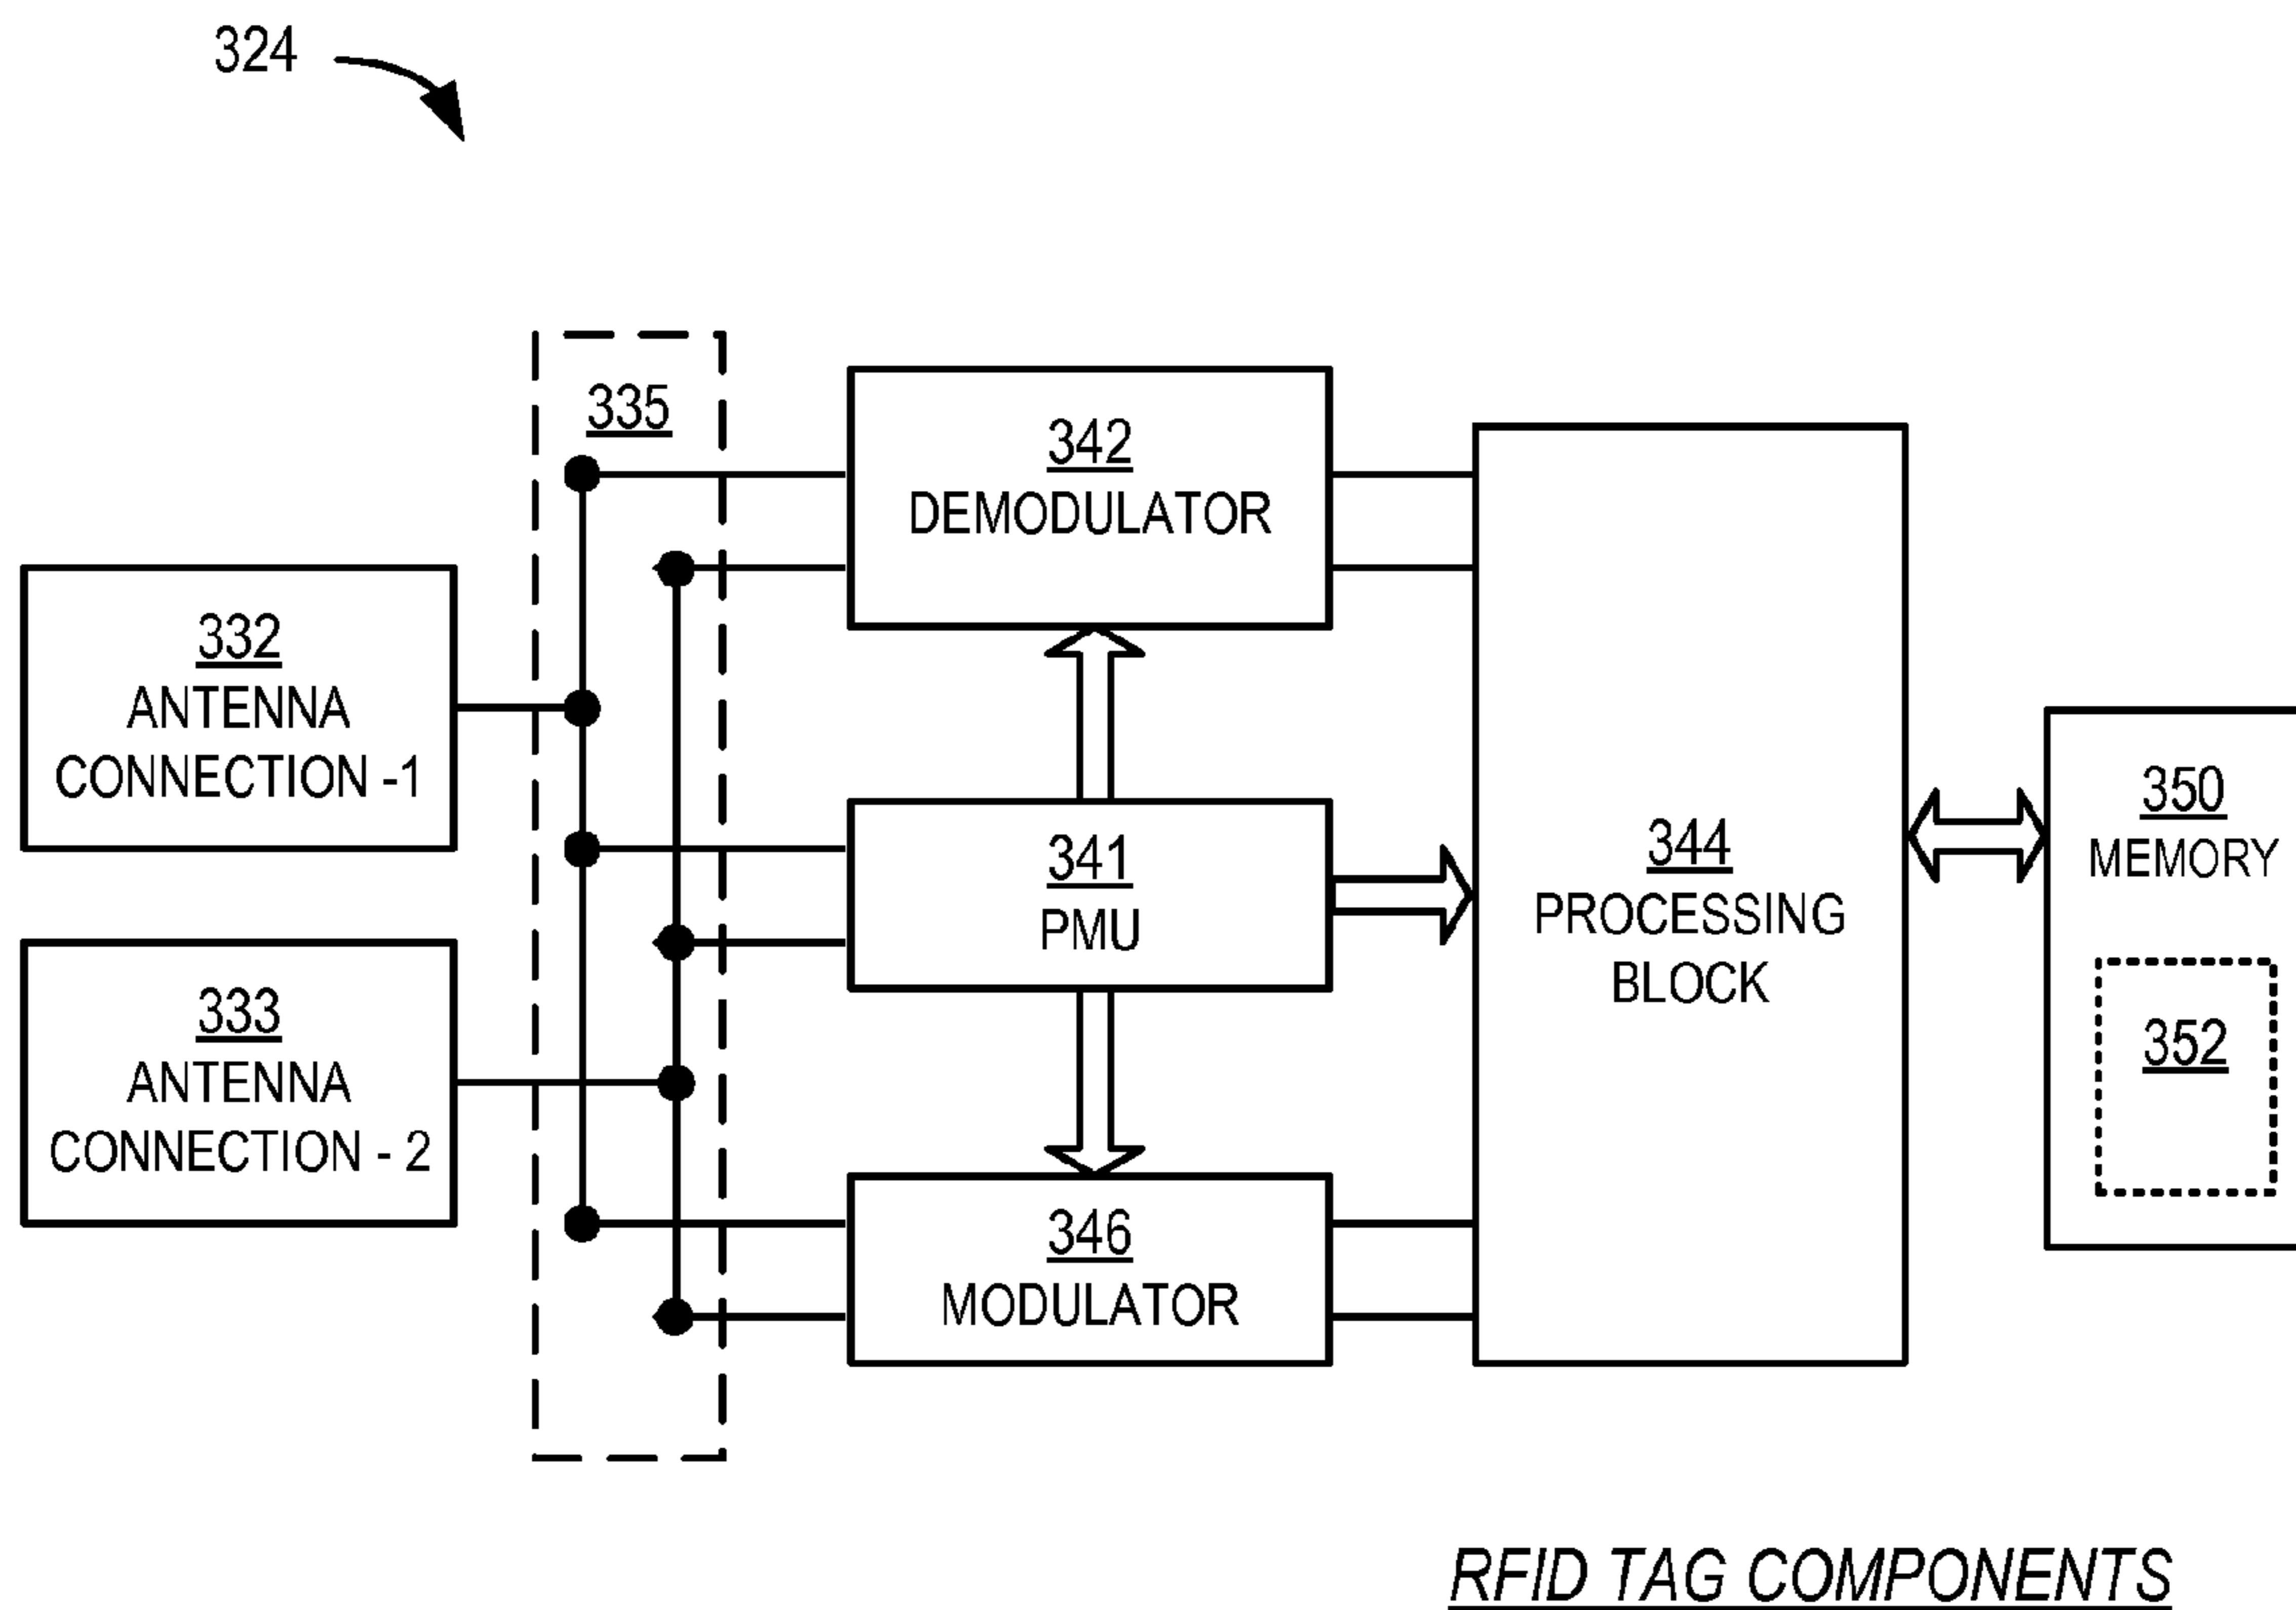 324
335
342
DEMODULATOR
332
ANTENNA
CONNECTION -1
341
PMU
344
PROCESSING
BLOCK
350
MEMORY
352
333
ANTENNA
CONNECTION - 2
346
MODULATOR
RFID TAG COMPONENTS